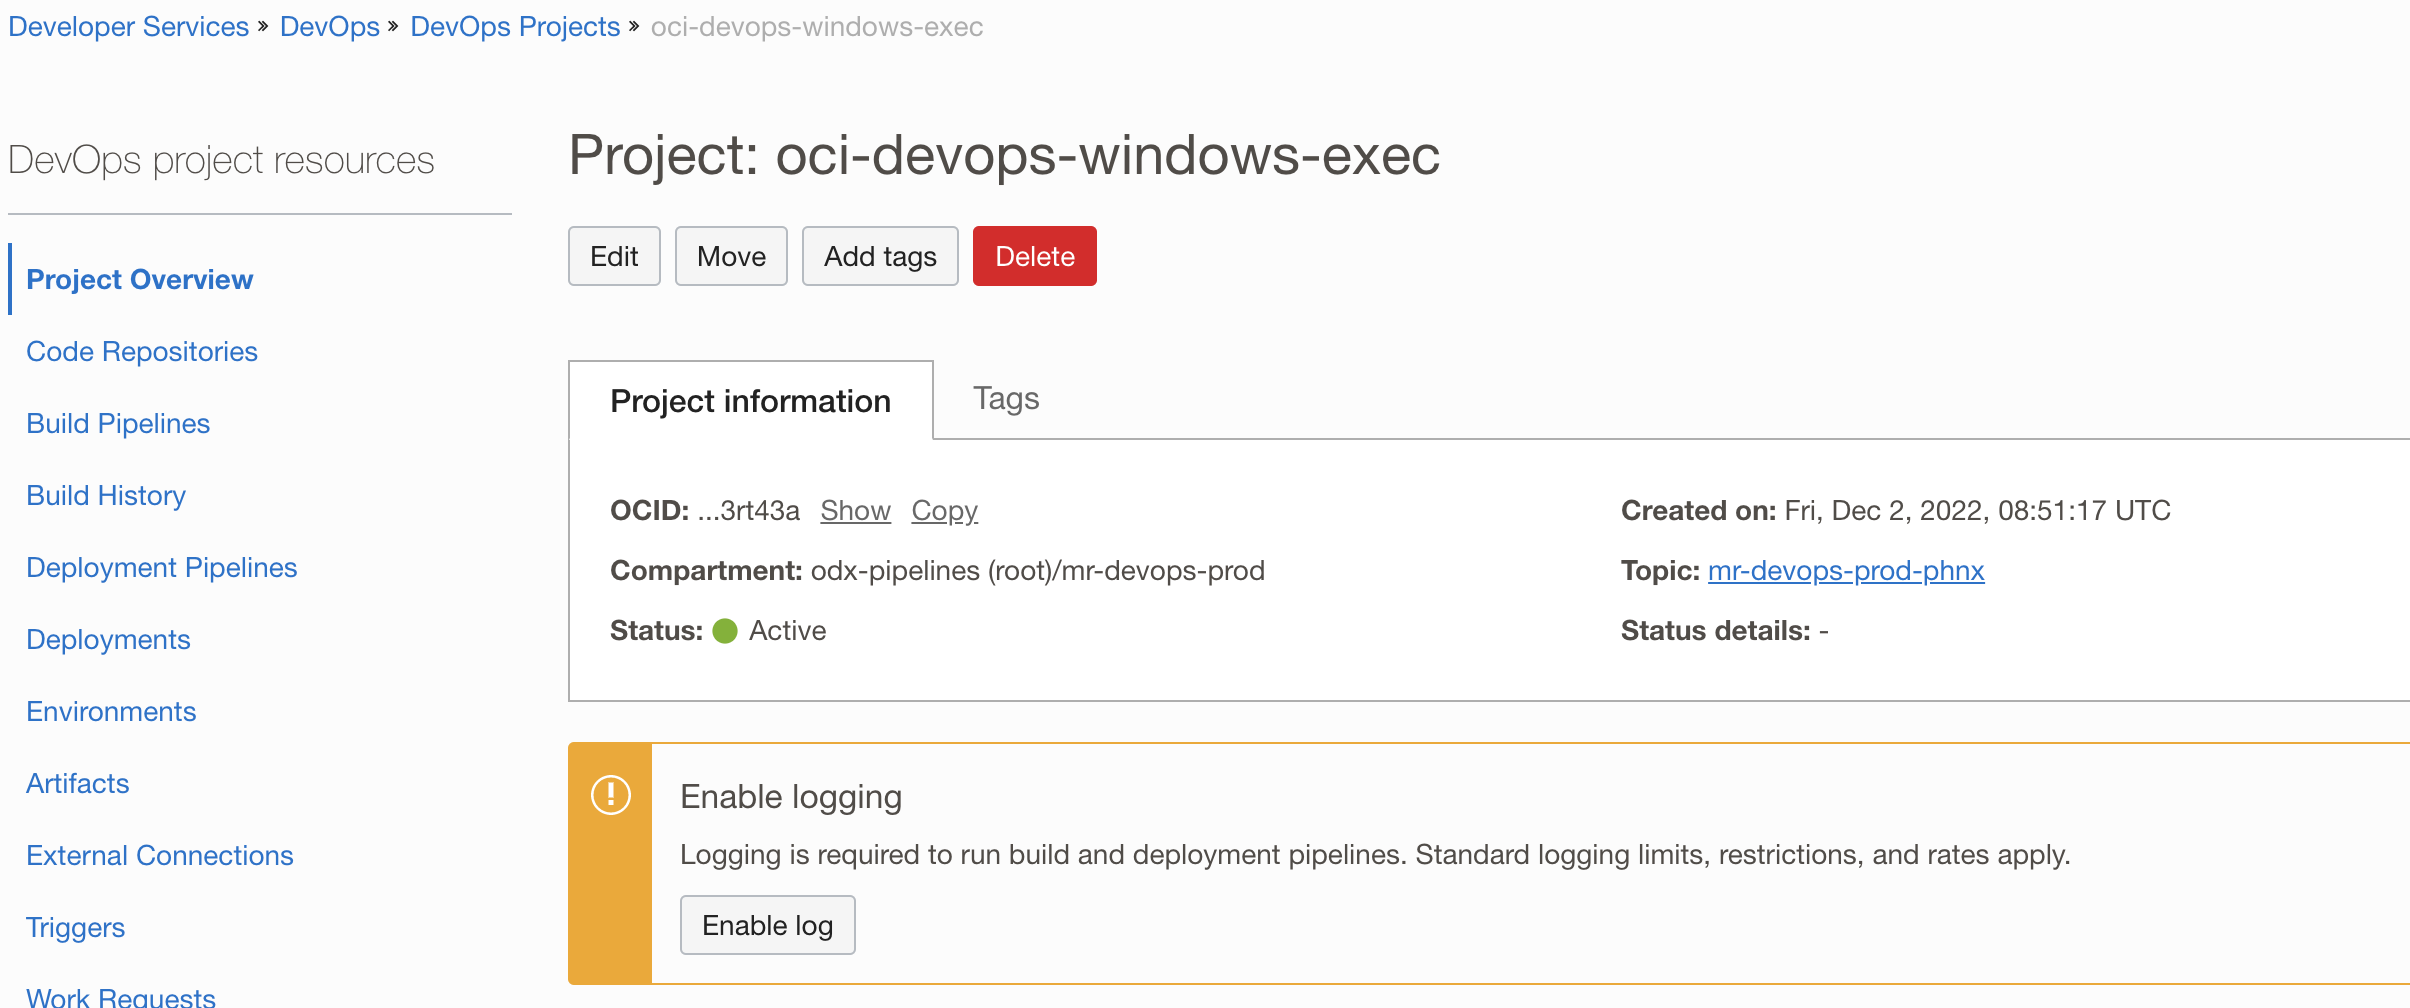 Developer Services » DevOps » DevOps Projects » oci-devops-windows-exec
DevOps project resources
Project Overview
Code Repositories
Build Pipelines
Build History
Deployment Pipelines
Deployments
Environments
Artifacts
External Connections
Triggers
Work Requests
Project: oci-devops-windows-exec
Edit Move Add tags Delete
Project information Tags
OCID: ...3rt43a Show Copy
Compartment: odx-pipelines (root)/mr-devops-prod
Status: Active
Created on: Fri, Dec 2, 2022, 08:51:17 UTC
Topic: mr-devops-prod-phnx
Status details: -
Enable logging
Logging is required to run build and deployment pipelines. Standard logging limits, restrictions, and rates apply.
Enable log